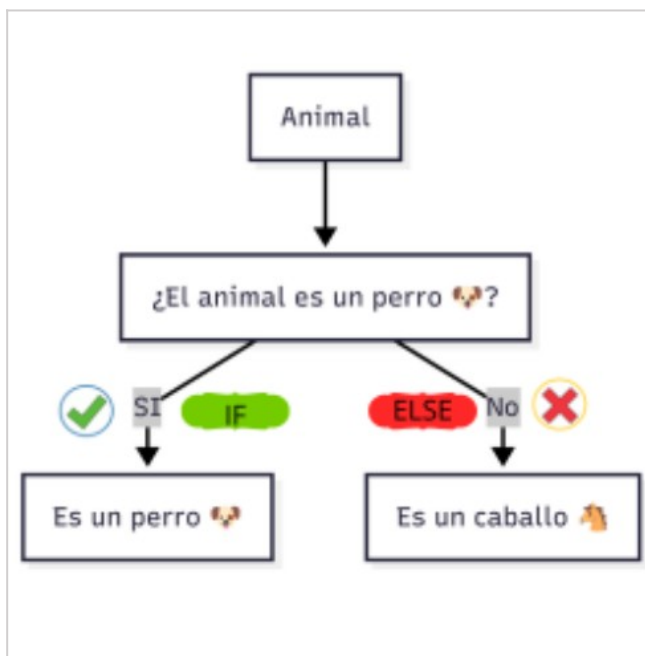 Animal
¿El animal es un perro 🐶?
SI IF ELSE No
Es un perro 🐶 Es un caballo 🐴